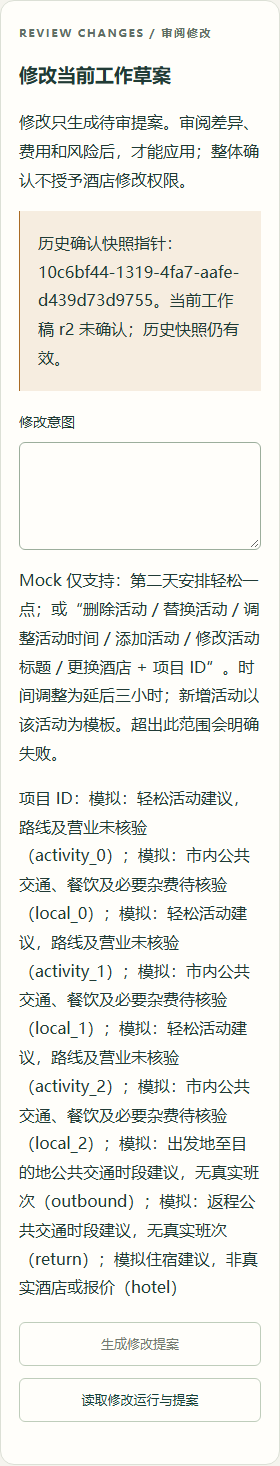 REVIEW CHANGES / 审阅修改
修改当前工作草案
修改只生成待审提案。审阅差异、
费用和风险后，才能应用；整体确
认不授予酒店修改权限。
历史确认快照指针：
10c6bf44-1319-4fa7-aafe-
d439d73d9755。当前工作
稿 r2 未确认；历史快照仍有
效。
修改意图
Mock 仅支持：第二天安排轻松一
点；或“删除活动 / 替换活动 / 调
整活动时间 / 添加活动 / 修改活动
标题 / 更换酒店 + 项目 ID”。时
间调整为延后三小时；新增活动以
该活动为模板。超出此范围会明确
失败。
项目 ID：模拟：轻松活动建议，
路线及营业未核验
（activity_0）；模拟：市内公共
交通、餐饮及必要杂费待核验
（local_0）；模拟：轻松活动建
议，路线及营业未核验
（activity_1）；模拟：市内公共
交通、餐饮及必要杂费待核验
（local_1）；模拟：轻松活动建
议，路线及营业未核验
（activity_2）；模拟：市内公共
交通、餐饮及必要杂费待核验
（local_2）；模拟：出发地至目
的地公共交通时段建议，无真实班
次（outbound）；模拟：返程公
共交通时段建议，无真实班次
（return）；模拟住宿建议，非真
实酒店或报价（hotel）
生成修改提案
读取修改运行与提案